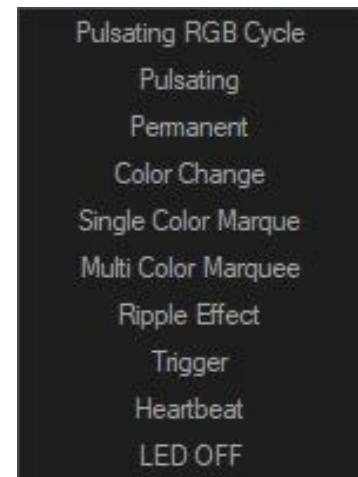 Pulsating RGB Cycle
Pulsating
Permanent
Color Change
Single Color Marque
Multi Color Marquee
Ripple Effect
Trigger
Heartbeat
LED OFF